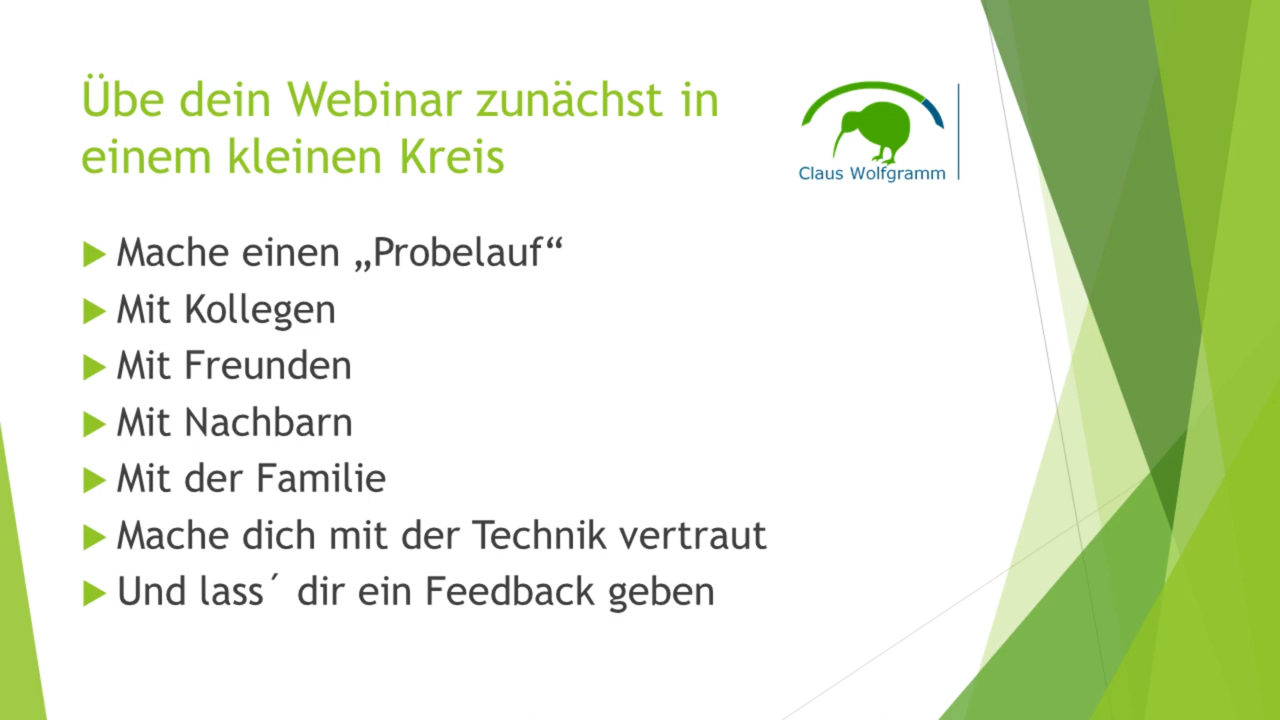 Übe dein Webinar zunächst in
einem kleinen Kreis
Claus Wolfgramm
Mache einen „Probelauf“
Mit Kollegen
Mit Freunden
Mit Nachbarn
Mit der Familie
Mache dich mit der Technik vertraut
Und lass´ dir ein Feedback geben